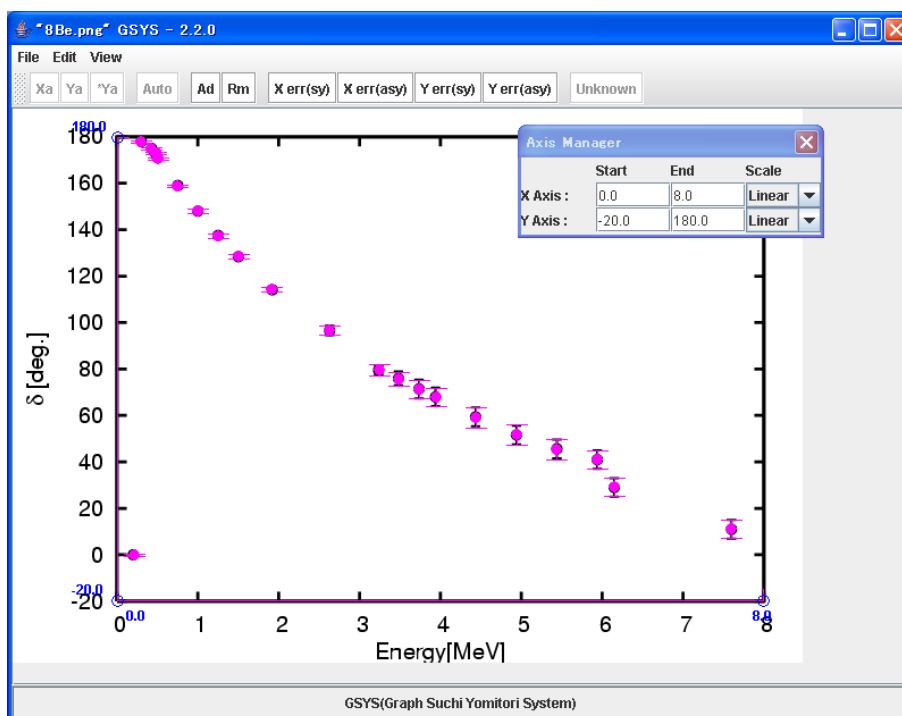 "8Be.png" GSYS - 2.2.0
File Edit View
Xa Ya *Ya Auto Ad Rm X err(sy) X err(asy) Y err(sy) Y err(asy) Unknown
180.0
180
160
140
120
100
80
60
40
20
0
-20.0
-20
δ [deg.]
Axis Manager
Start End Scale
X Axis : 0.0 8.0 Linear
Y Axis : -20.0 180.0 Linear
0.0 8.0
0 1 2 3 4 5 6 7 8
Energy[MeV]
GSYS(Graph Suchi Yomitori System)